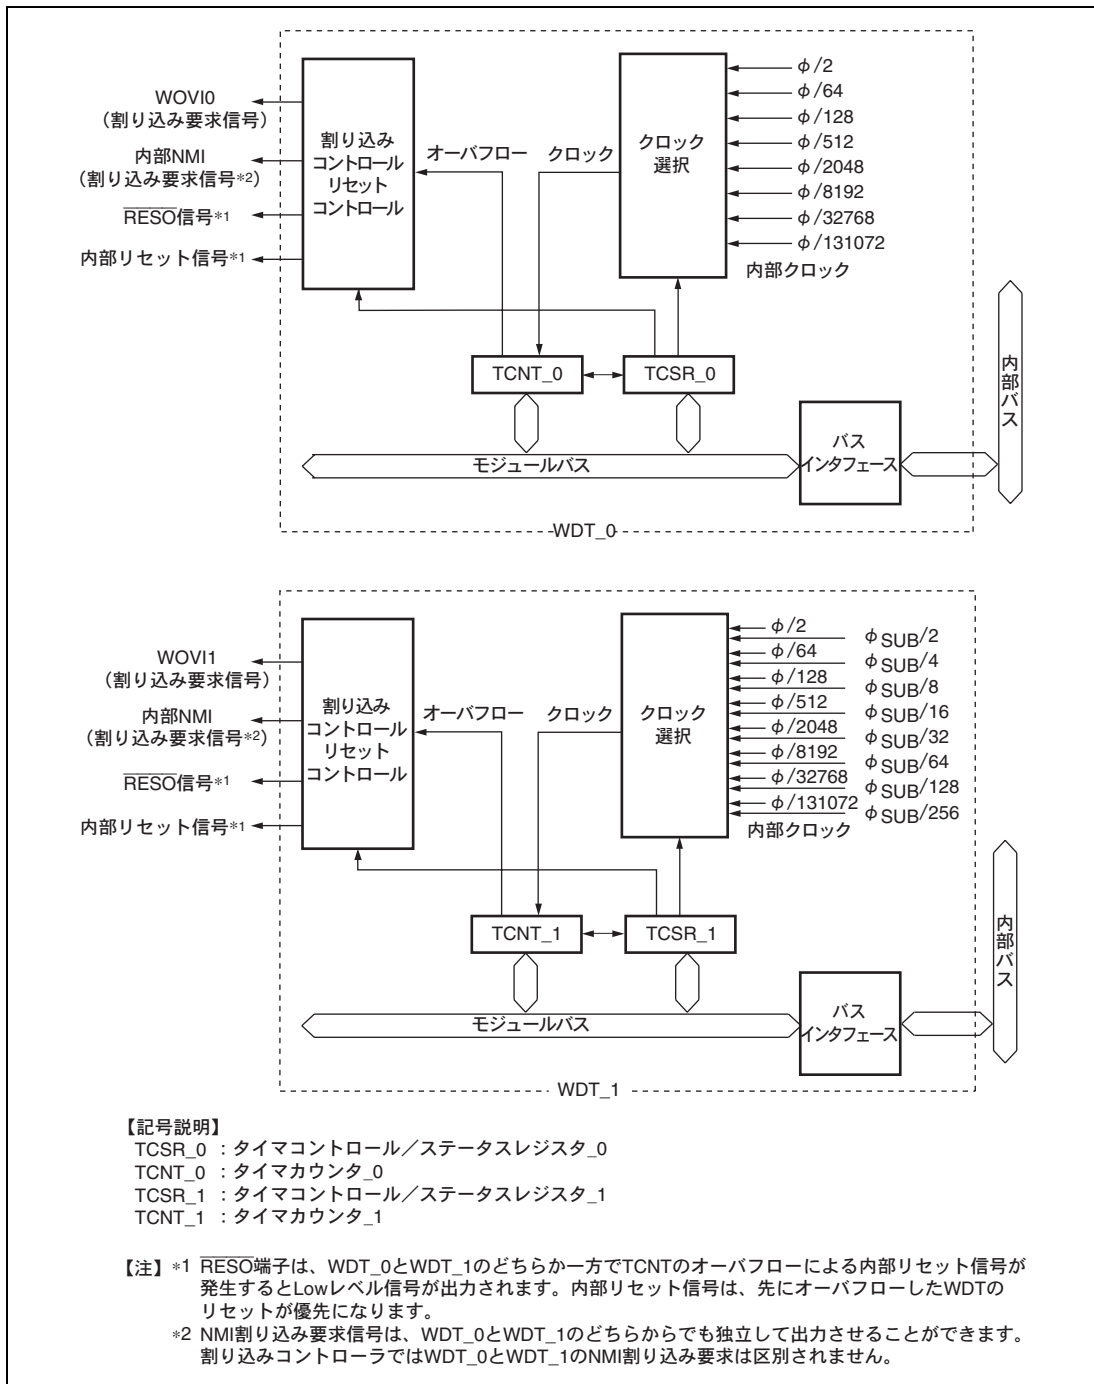 WOVI0
（割り込み要求信号）
内部NMI
（割り込み要求信号*2）
RESO信号*1
内部リセット信号*1
割り込み
コントロール
リセット
コントロール
オーバフロー
クロック
クロック
選択
φ/2
φ/64
φ/128
φ/512
φ/2048
φ/8192
φ/32768
φ/131072
内部クロック
TCNT_0
TCSR_0
モジュールバス
バス
インタフェース
内部バス
WDT_0
WOVI1
（割り込み要求信号）
内部NMI
（割り込み要求信号*2）
RESO信号*1
内部リセット信号*1
割り込み
コントロール
リセット
コントロール
オーバフロー
クロック
クロック
選択
φ/2
φ/64
φ/128
φ/512
φ/2048
φ/8192
φ/32768
φ/131072
内部クロック
φSUB/2
φSUB/4
φSUB/8
φSUB/16
φSUB/32
φSUB/64
φSUB/128
φSUB/256
TCNT_1
TCSR_1
モジュールバス
バス
インタフェース
内部バス
WDT_1
【記号説明】
TCSR_0 ：タイマコントロール／ステータスレジスタ_0
TCNT_0 ：タイマカウンタ_0
TCSR_1 ：タイマコントロール／ステータスレジスタ_1
TCNT_1 ：タイマカウンタ_1
【注】 *1 RESO端子は、WDT_0とWDT_1のどちらか一方でTCNTのオーバフローによる内部リセット信号が
発生するとLowレベル信号が出力されます。内部リセット信号は、先にオーバフローしたWDTの
リセットが優先になります。
*2 NMI割り込み要求信号は、WDT_0とWDT_1のどちらからでも独立して出力させることができます。
割り込みコントローラではWDT_0とWDT_1のNMI割り込み要求は区別されません。